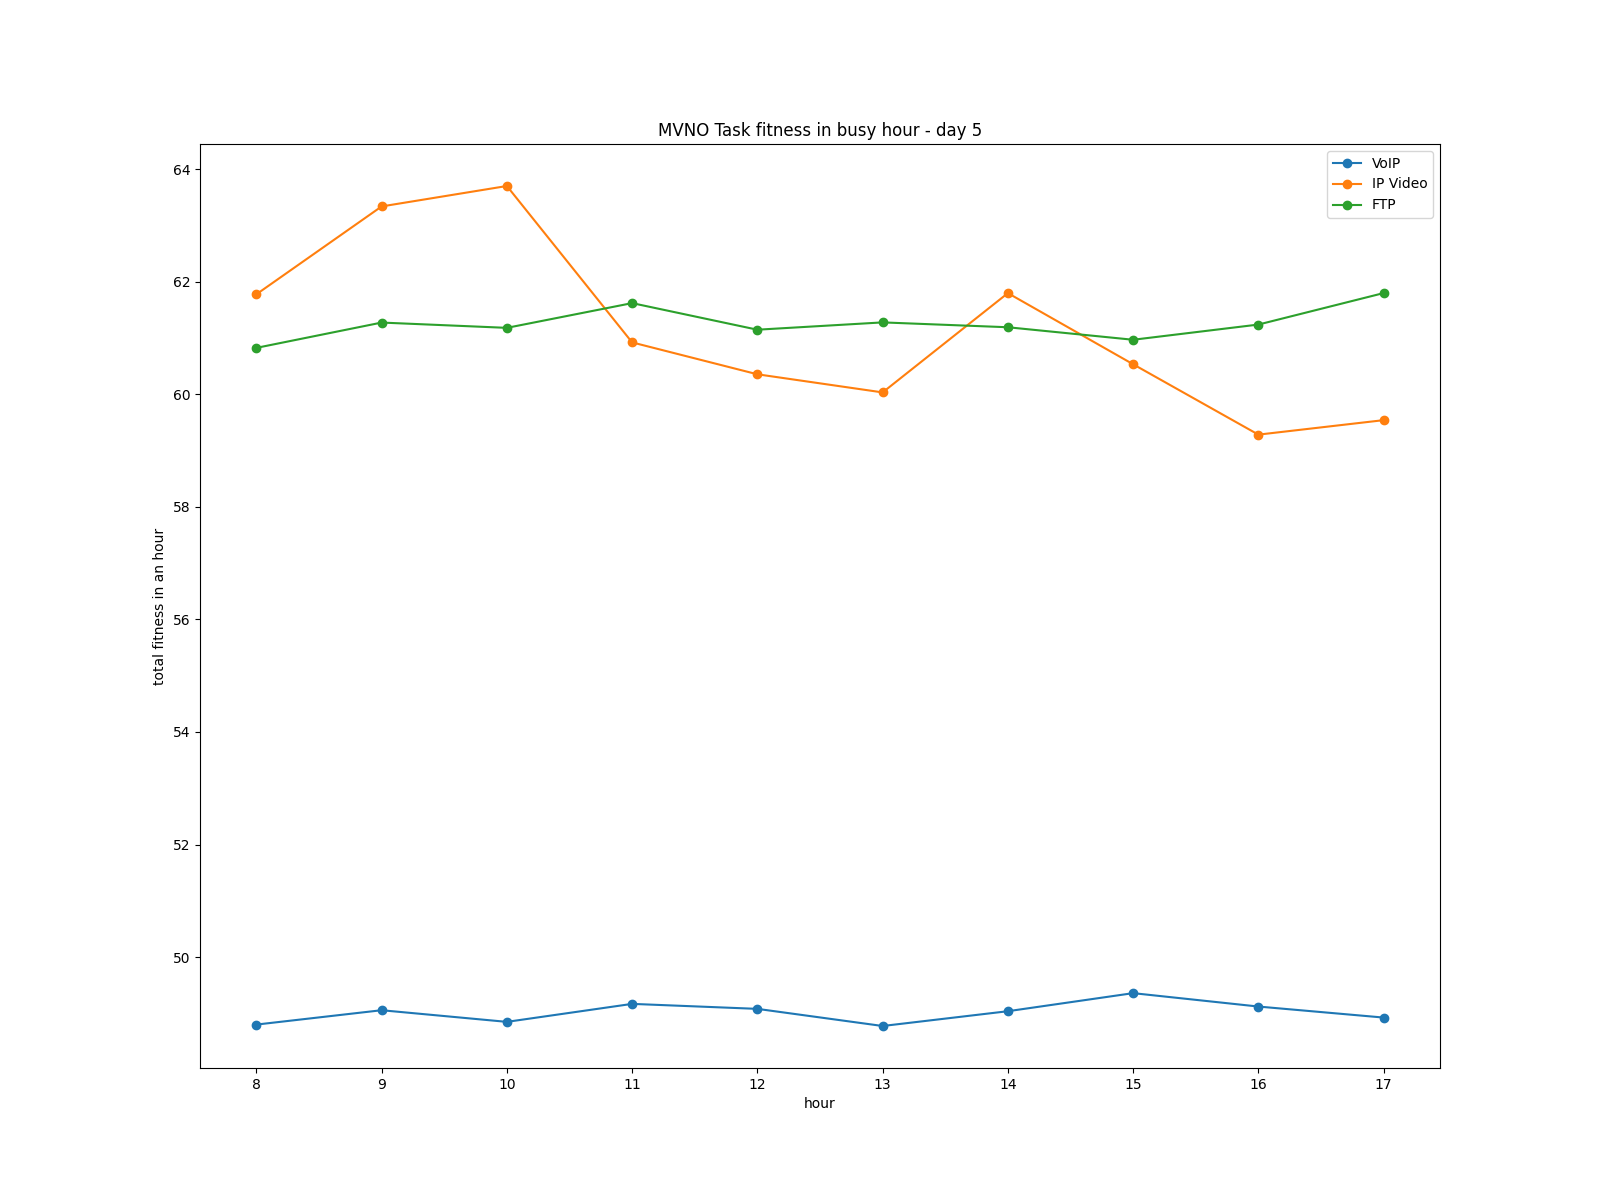 MVNO Task fitness in busy hour - day 5
VoIP
IP Video
FTP
64
62
60
58
56
54
52
50
total fitness in an hour
8 9 10 11 12 13 14 15 16 17
hour